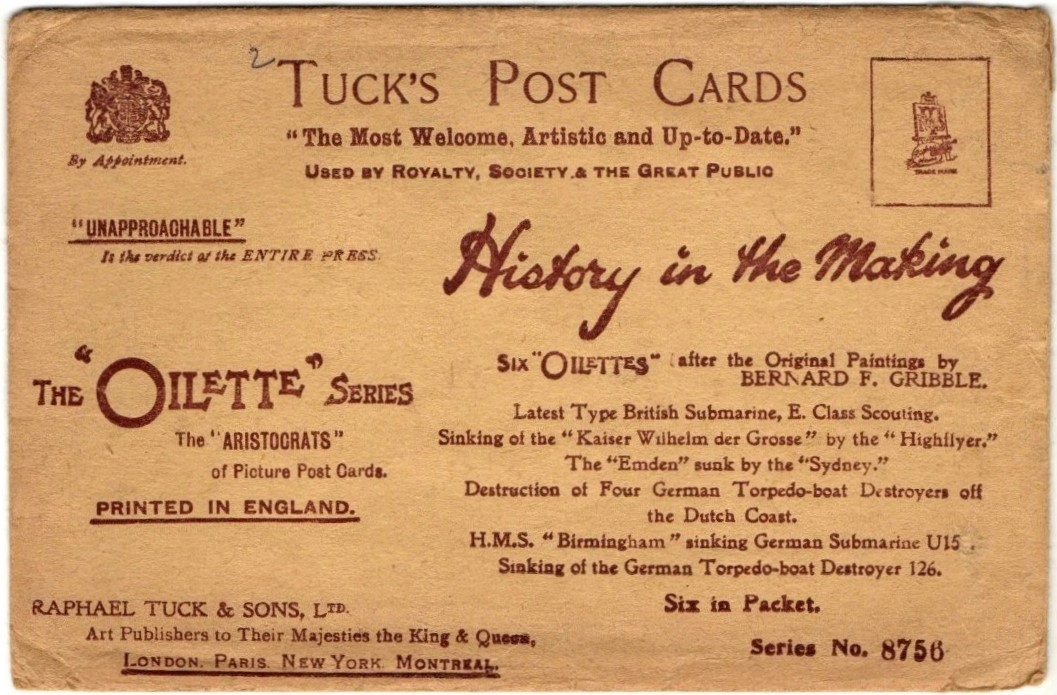 2
TUCK'S POST CARDS
"The Most Welcome, Artistic and Up-to-Date."
USED BY ROYALTY, SOCIETY & THE GREAT PUBLIC
By Appointment.
TRADE MARK
"UNAPPROACHABLE"
Is the verdict of the ENTIRE PRESS.
History in the Making
THE "OILETTE" SERIES
The "ARISTOCRATS"
of Picture Post Cards.
PRINTED IN ENGLAND.
SIX "OILETTES" after the Original Paintings by
BERNARD F. GRIBBLE.
Latest Type British Submarine, E. Class Scouting.
Sinking of the "Kaiser Wilhelm der Grosse" by the "Highflyer."
The "Emden" sunk by the "Sydney."
Destruction of Four German Torpedo-boat Destroyers off
the Dutch Coast.
H.M.S. "Birmingham" sinking German Submarine U15.
Sinking of the German Torpedo-boat Destroyer 126.
Six in Packet.
Series No. 8756
RAPHAEL TUCK & SONS, LTD.
Art Publishers to Their Majesties the King & Queen,
LONDON. PARIS. NEW YORK. MONTREAL.